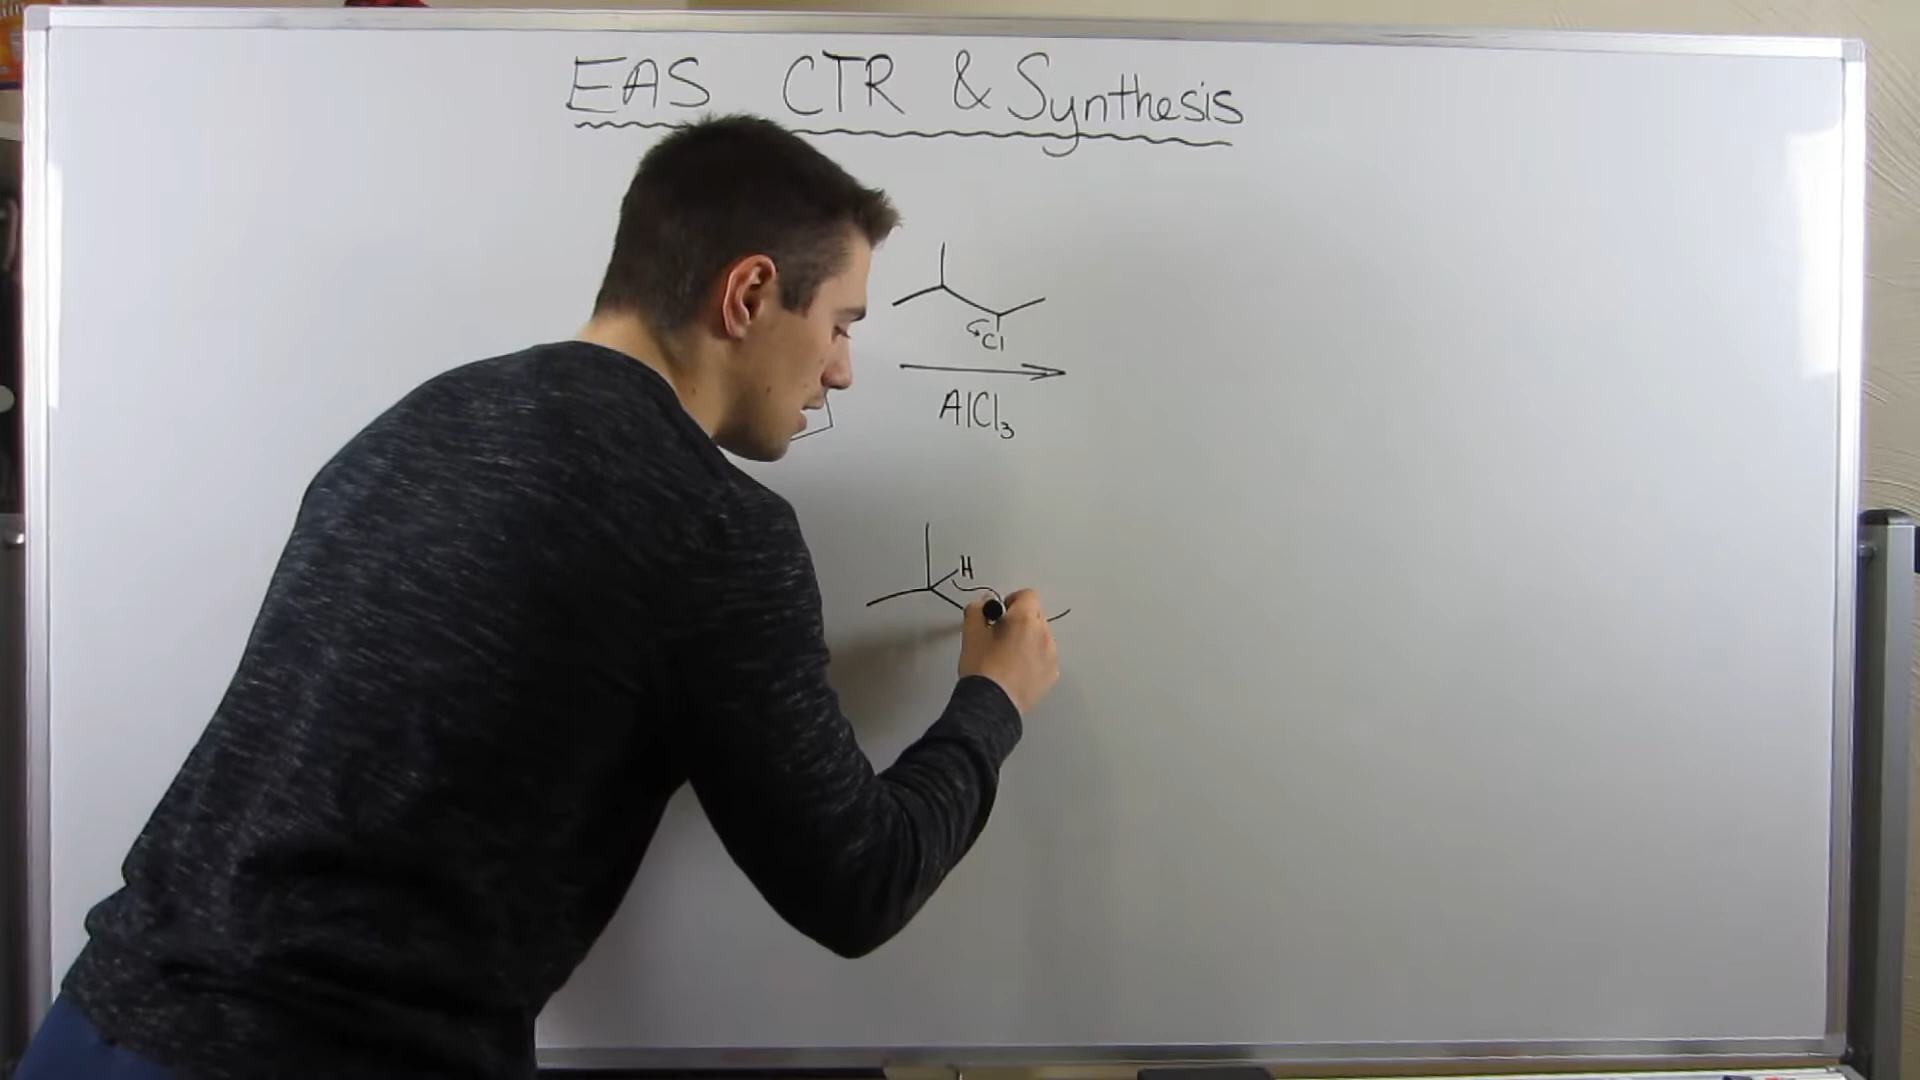 EAS CTR & Synthesis
Cl
AlCl₃
H